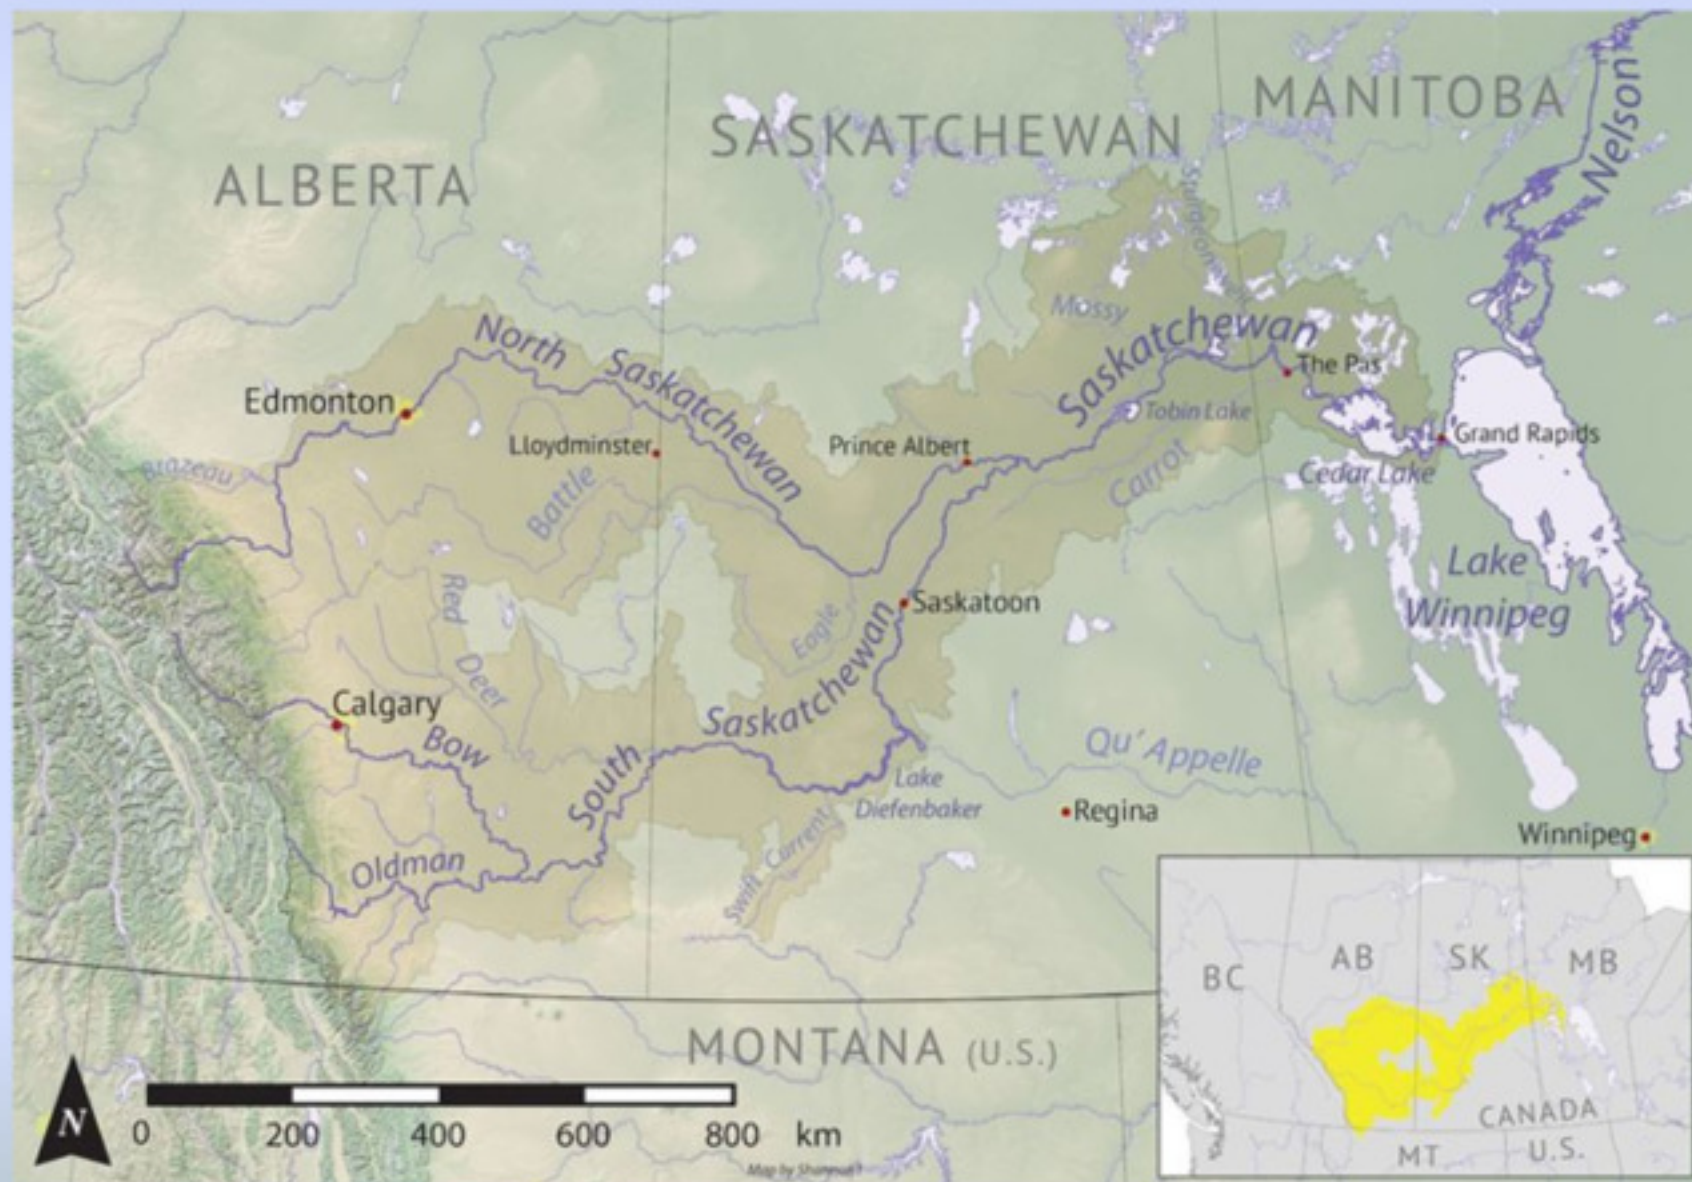 ALBERTA
SASKATCHEWAN
MANITOBA
Nelson
North Saskatchewan
Edmonton
Brazeau
Lloydminster
Battle
Prince Albert
Mossy
Sturgeon
Saskatchewan
The Pas
Tobin Lake
Carrot
Grand Rapids
Cedar Lake
Lake
Winnipeg
Red Deer
Eagle
Saskatoon
Calgary
Bow
South Saskatchewan
Oldman
Lake
Diefenbaker
Swift Current
Qu' Appelle
Regina
Winnipeg
MONTANA (U.S.)
N
0 200 400 600 800 km
BC AB SK MB
CANADA
MT U.S.